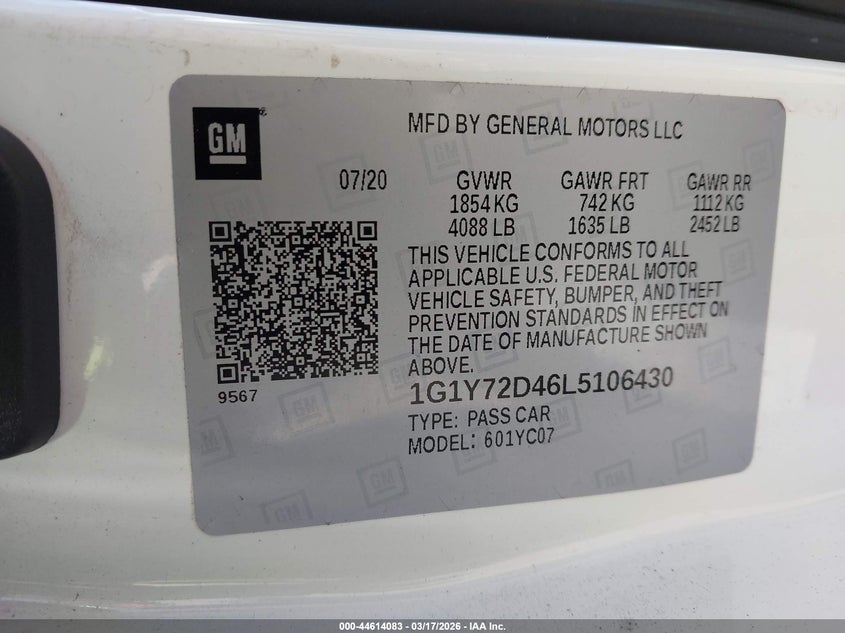 GM
MFD BY GENERAL MOTORS LLC
07/20 GVWR GAWR FRT GAWR RR
1854 KG 742 KG 1112 KG
4088 LB 1635 LB 2452 LB
THIS VEHICLE CONFORMS TO ALL
APPLICABLE U.S. FEDERAL MOTOR
VEHICLE SAFETY, BUMPER, AND THEFT
PREVENTION STANDARDS IN EFFECT ON
THE DATE OF MANUFACTURE SHOWN
ABOVE.
9567
1G1Y72D46L5106430
TYPE: PASS CAR
MODEL: 601YC07
000-44614083 - 03/17/2026 - IAA Inc.